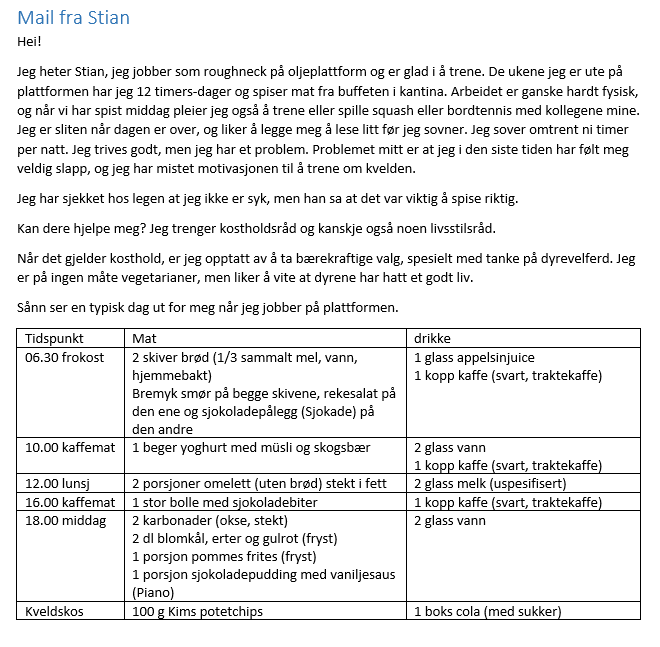 Mail fra Stian
Hei!
Jeg heter Stian, jeg jobber som roughneck på oljeplattform og er glad i å trene. De ukene jeg er ute på
plattformen har jeg 12 timers-dager og spiser mat fra buffeten i kantina. Arbeidet er ganske hardt fysisk,
og når vi har spist middag pleier jeg også å trene eller spille squash eller bordtennis med kollegene mine.
Jeg er sliten når dagen er over, og liker å legge meg å lese litt før jeg sovner. Jeg sover omtrent ni timer
per natt. Jeg trives godt, men jeg har et problem. Problemet mitt er at jeg i den siste tiden har følt meg
veldig slapp, og jeg har mistet motivasjonen til å trene om kvelden.
Jeg har sjekket hos legen at jeg ikke er syk, men han sa at det var viktig å spise riktig.
Kan dere hjelpe meg? Jeg trenger kostholdsråd og kanskje også noen livsstilsråd.
Når det gjelder kosthold, er jeg opptatt av å ta bærekraftige valg, spesielt med tanke på dyrevelferd. Jeg
er på ingen måte vegetarianer, men liker å vite at dyrene har hatt et godt liv.
Sånn ser en typisk dag ut for meg når jeg jobber på plattformen.
Tidspunkt Mat drikke
06.30 frokost 2 skiver brød (1/3 sammalt mel, vann, 1 glass appelsinjuice
hjemmebakt) 1 kopp kaffe (svart, traktekaffe)
Bremyk smør på begge skivene, rekesalat på
den ene og sjokoladepålegg (Sjokade) på
den andre
10.00 kaffemat 1 beger yoghurt med müsli og skogsbær 2 glass vann
1 kopp kaffe (svart, traktekaffe)
12.00 lunsj 2 porsjoner omelett (uten brød) stekt i fett 2 glass melk (uspesifisert)
16.00 kaffemat 1 stor bolle med sjokoladebiter 1 kopp kaffe (svart, traktekaffe)
18.00 middag 2 karbonader (okse, stekt) 2 glass vann
2 dl blomkål, erter og gulrot (fryst)
1 porsjon pommes frites (fryst)
1 porsjon sjokoladepudding med vaniljesaus
(Piano)
Kveldskos 100 g Kims potetchips 1 boks cola (med sukker)